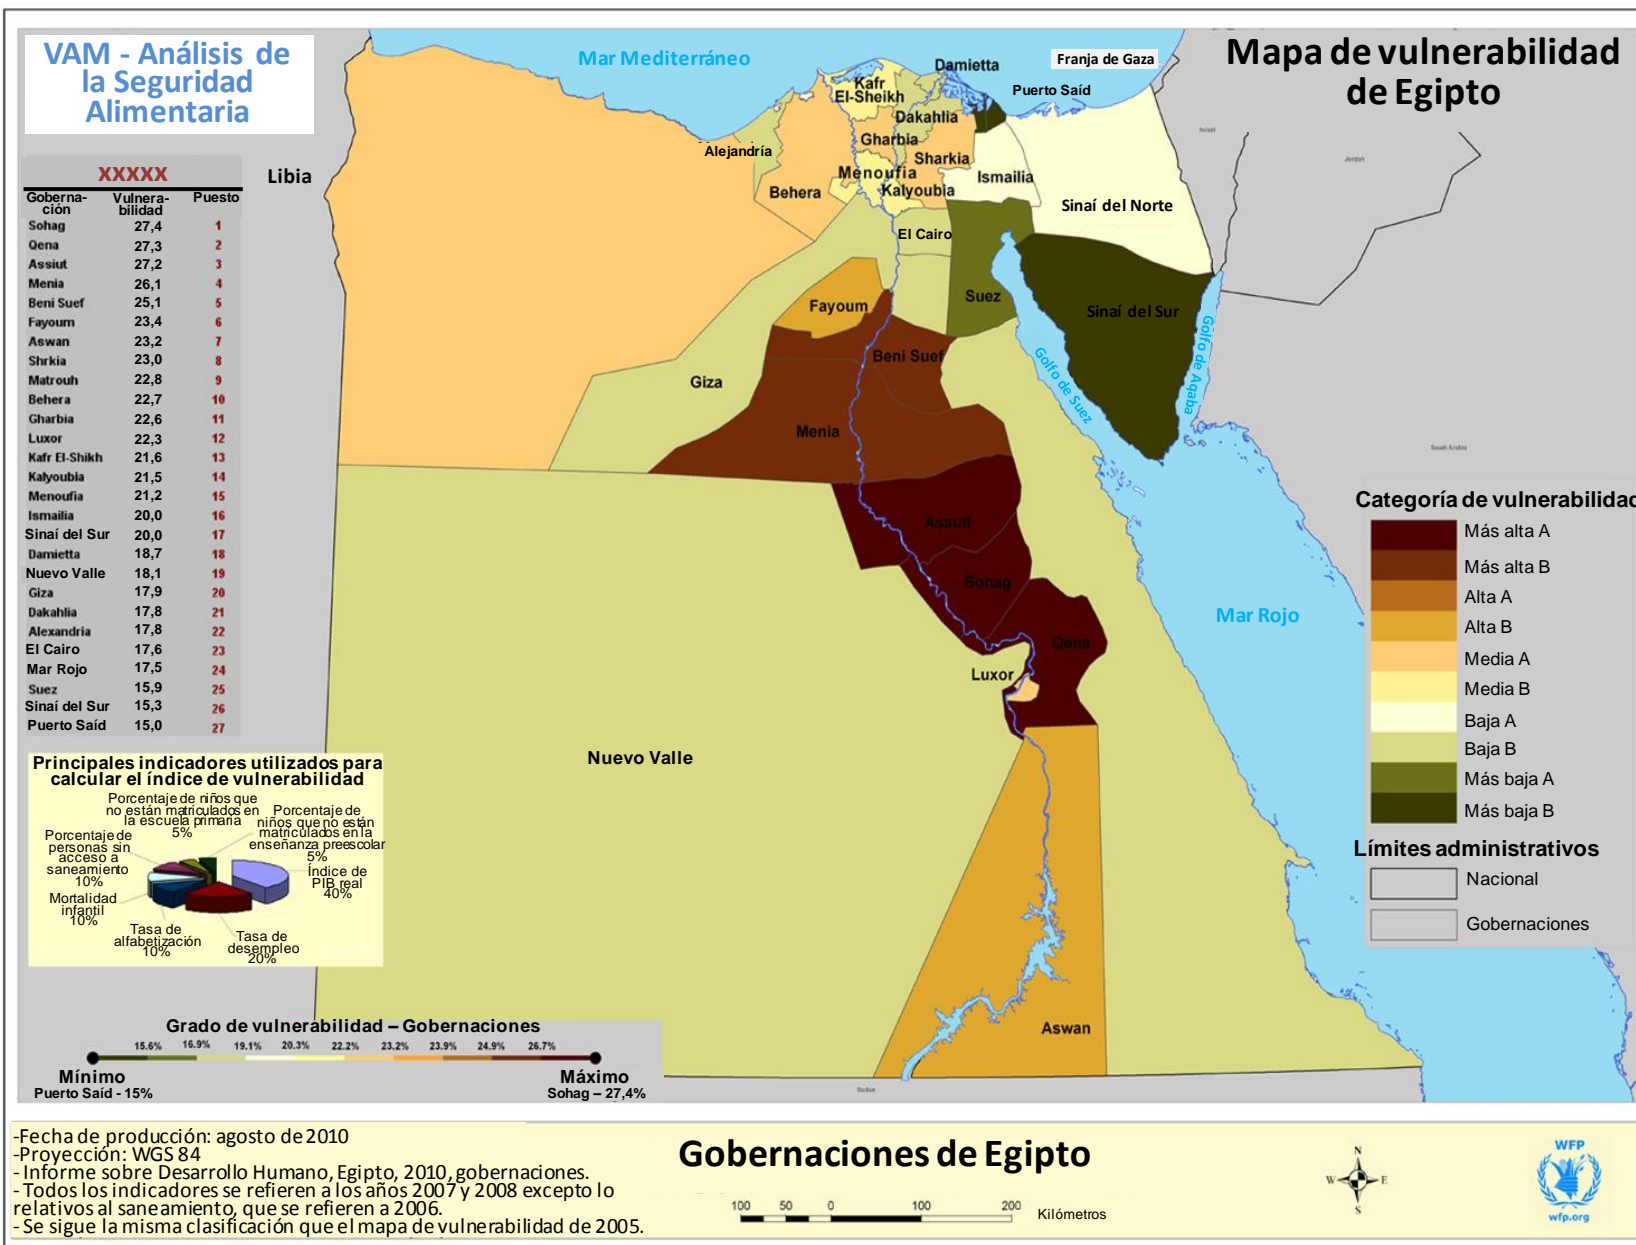 VAM - Análisis de
la Seguridad
Alimentaria
Mapa de vulnerabilidad
de Egipto
Mar Mediterráneo
Franja de Gaza
Damietta
Puerto Saíd
Kafr
El-Sheikh
Dakahlia
Gharbia
Alejandría
Sharkia
Menoufia
Ismailia
Kalyoubia
Behera
Sinaí del Norte
El Cairo
Libia
Israel
Jordan
Suez
Fayoum
Sinaí del Sur
Golfo de Suez
Golfo de Aqaba
Beni Suef
Giza
Menia
Saudi Arabia
Assuit
Sohag
Qena
Luxor
Mar Rojo
Nuevo Valle
Aswan
Sudan
XXXXX
Goberna-
ción
Vulnera-
bilidad
Puesto
Sohag 27,4 1
Qena 27,3 2
Assiut 27,2 3
Menia 26,1 4
Beni Suef 25,1 5
Fayoum 23,4 6
Aswan 23,2 7
Shrkia 23,0 8
Matrouh 22,8 9
Behera 22,7 10
Gharbia 22,6 11
Luxor 22,3 12
Kafr El-Shikh 21,6 13
Kalyoubia 21,5 14
Menoufia 21,2 15
Ismailia 20,0 16
Sinaí del Sur 20,0 17
Damietta 18,7 18
Nuevo Valle 18,1 19
Giza 17,9 20
Dakahlia 17,8 21
Alexandria 17,8 22
El Cairo 17,6 23
Mar Rojo 17,5 24
Suez 15,9 25
Sinaí del Sur 15,3 26
Puerto Saíd 15,0 27
Principales indicadores utilizados para
calcular el índice de vulnerabilidad
Porcentaje de niños que
no están matriculados en
la escuela primaria
5%
Porcentaje de
niños que no están
matriculados en la
enseñanza preescolar
5%
Porcentaje de
personas sin
acceso a
saneamiento
10%
Índice de
PIB real
40%
Mortalidad
infantil
10%
Tasa de
alfabetización
10%
Tasa de
desempleo
20%
Categoría de vulnerabilidad
Más alta A
Más alta B
Alta A
Alta B
Media A
Media B
Baja A
Baja B
Más baja A
Más baja B
Límites administrativos
Nacional
Gobernaciones
Grado de vulnerabilidad – Gobernaciones
15.6% 16.9% 19.1% 20.3% 22.2% 23.2% 23.9% 24.9% 26.7%
Mínimo
Puerto Saíd - 15%
Máximo
Sohag – 27,4%
-Fecha de producción: agosto de 2010
-Proyección: WGS 84
- Informe sobre Desarrollo Humano, Egipto, 2010, gobernaciones.
- Todos los indicadores se refieren a los años 2007 y 2008 excepto lo
relativos al saneamiento, que se refieren a 2006.
- Se sigue la misma clasificación que el mapa de vulnerabilidad de 2005.
Gobernaciones de Egipto
100 50 0 100 200
Kilómetros
N
W E
S
WFP
wfp.org